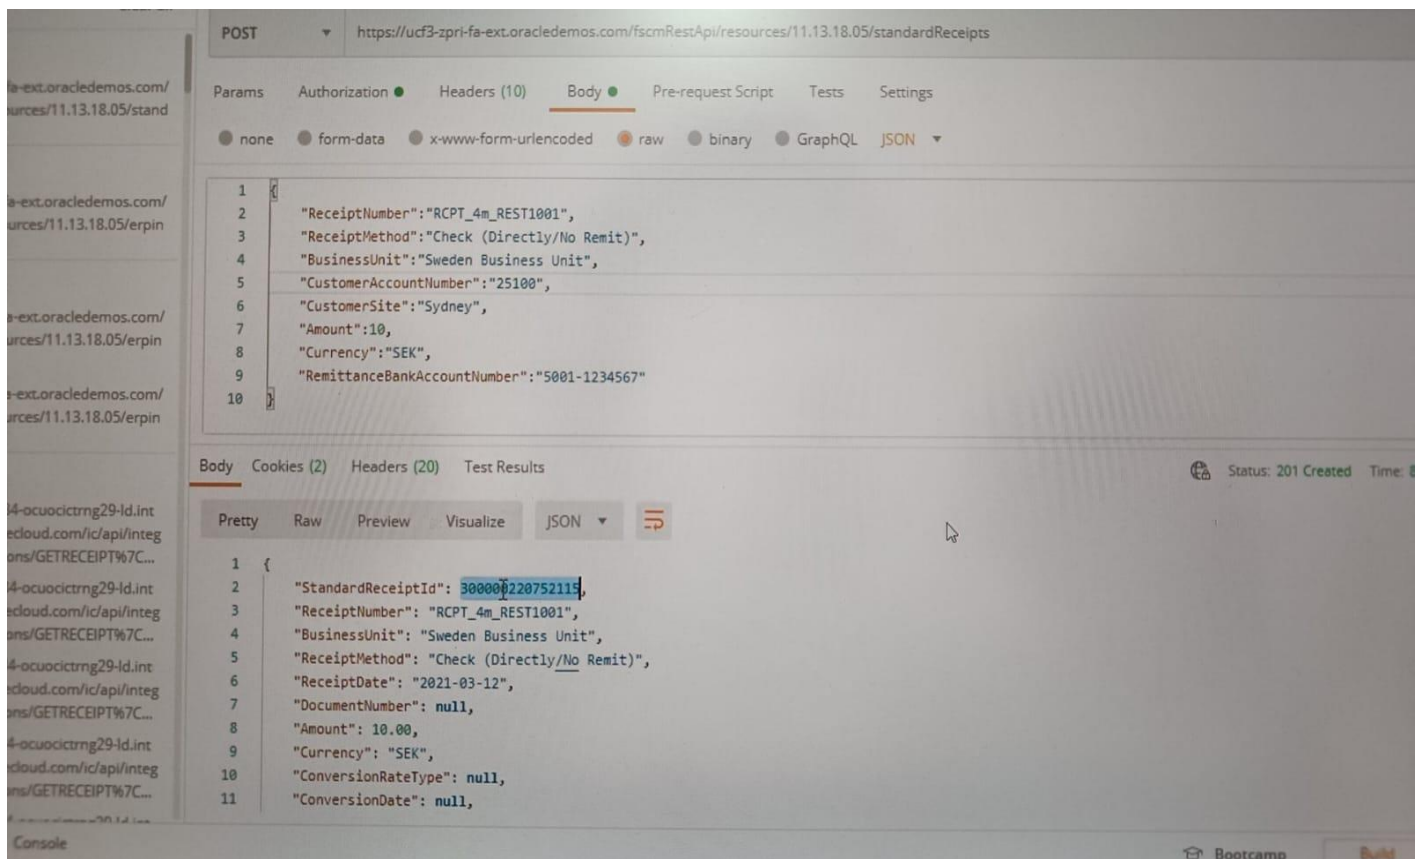 POST https://ucf3-zpri-fa-ext.oracledemos.com/fscmRestApi/resources/11.13.18.05/standardReceipts
Params Authorization Headers (10) Body Pre-request Script Tests Settings
none form-data x-www-form-urlencoded raw binary GraphQL JSON
1 {
2 "ReceiptNumber":"RCPT_4m_REST1001",
3 "ReceiptMethod":"Check (Directly/No Remit)",
4 "BusinessUnit":"Sweden Business Unit",
5 "CustomerAccountNumber":"25100",
6 "CustomerSite":"Sydney",
7 "Amount":10,
8 "Currency":"SEK",
9 "RemittanceBankAccountNumber":"5001-1234567"
10 }
Body Cookies (2) Headers (20) Test Results Status: 201 Created Time:
Pretty Raw Preview Visualize JSON
1 {
2 "StandardReceiptId": 300000220752115,
3 "ReceiptNumber": "RCPT_4m_REST1001",
4 "BusinessUnit": "Sweden Business Unit",
5 "ReceiptMethod": "Check (Directly/No Remit)",
6 "ReceiptDate": "2021-03-12",
7 "DocumentNumber": null,
8 "Amount": 10.00,
9 "Currency": "SEK",
10 "ConversionRateType": null,
11 "ConversionDate": null,
a-ext.oracledemos.com/
urces/11.13.18.05/stand
a-ext.oracledemos.com/
urces/11.13.18.05/erpin
a-ext.oracledemos.com/
urces/11.13.18.05/erpin
s-ext.oracledemos.com/
urces/11.13.18.05/erpin
4-ocuocictrng29-ld.int
ecloud.com/ic/api/integ
ons/GETRECEIPT%7C...
4-ocuocictrng29-ld.int
ecloud.com/ic/api/integ
ons/GETRECEIPT%7C...
4-ocuocictrng29-ld.int
ecloud.com/ic/api/integ
ons/GETRECEIPT%7C...
4-ocuocictrng29-ld.int
ecloud.com/ic/api/integ
ons/GETRECEIPT%7C...
Console
Bootcamp Build